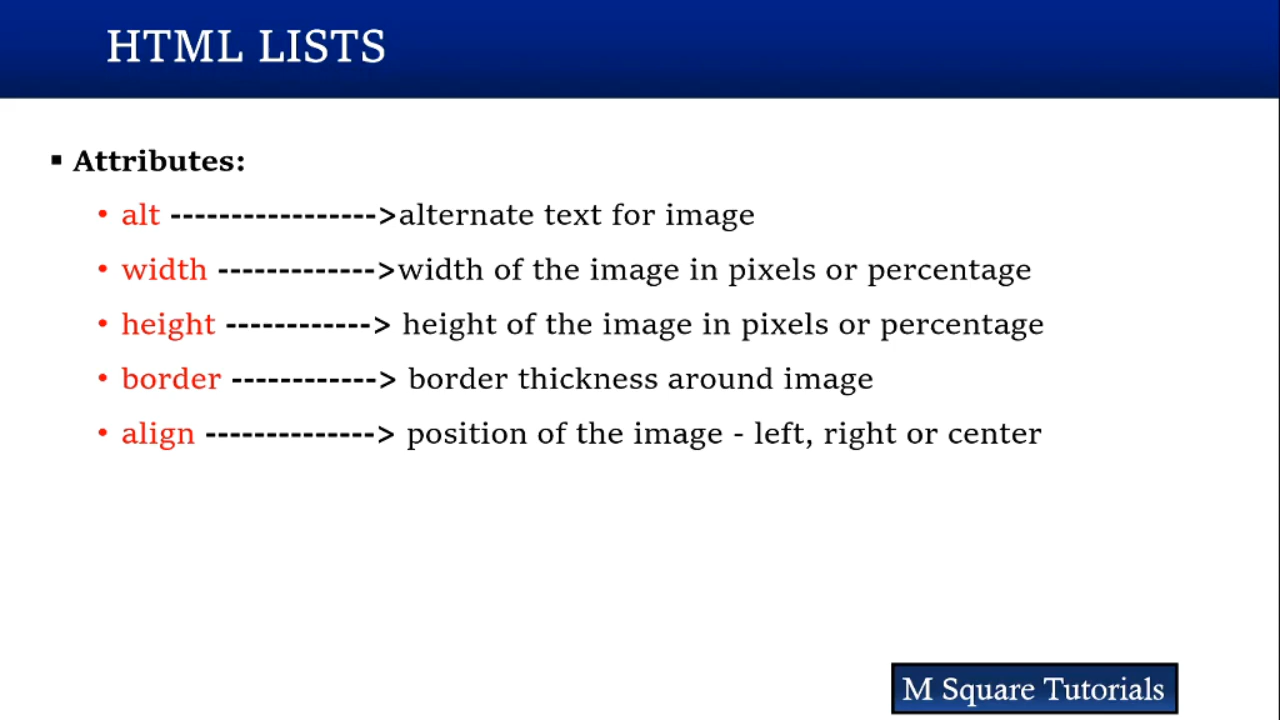 HTML LISTS
▪ Attributes:
• alt ----------------->alternate text for image
• width ------------->width of the image in pixels or percentage
• height ------------> height of the image in pixels or percentage
• border ------------> border thickness around image
• align --------------> position of the image - left, right or center
M Square Tutorials